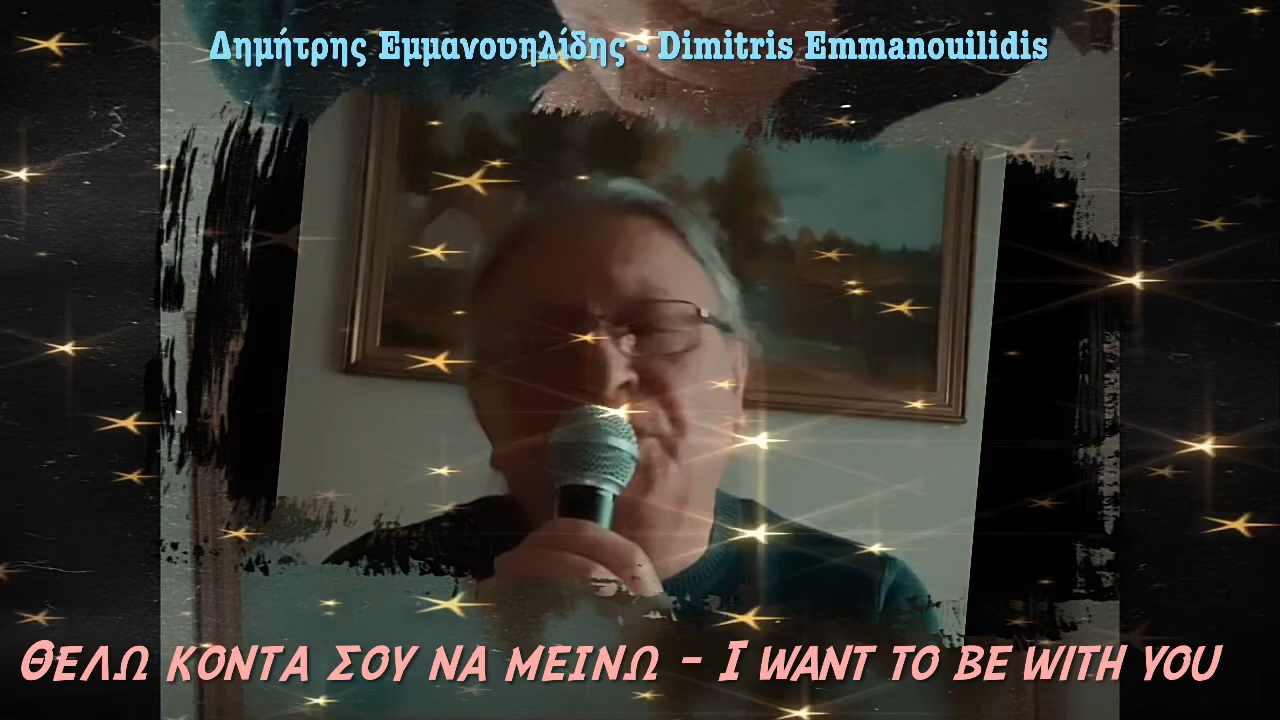 Δημήτρης Εμμανουηλίδης - Dimitris Emmanouilidis
ΘΕΛΩ ΚΟΝΤΑ ΣΟΥ ΝΑ ΜΕΙΝΩ - I WANT TO BE WITH YOU